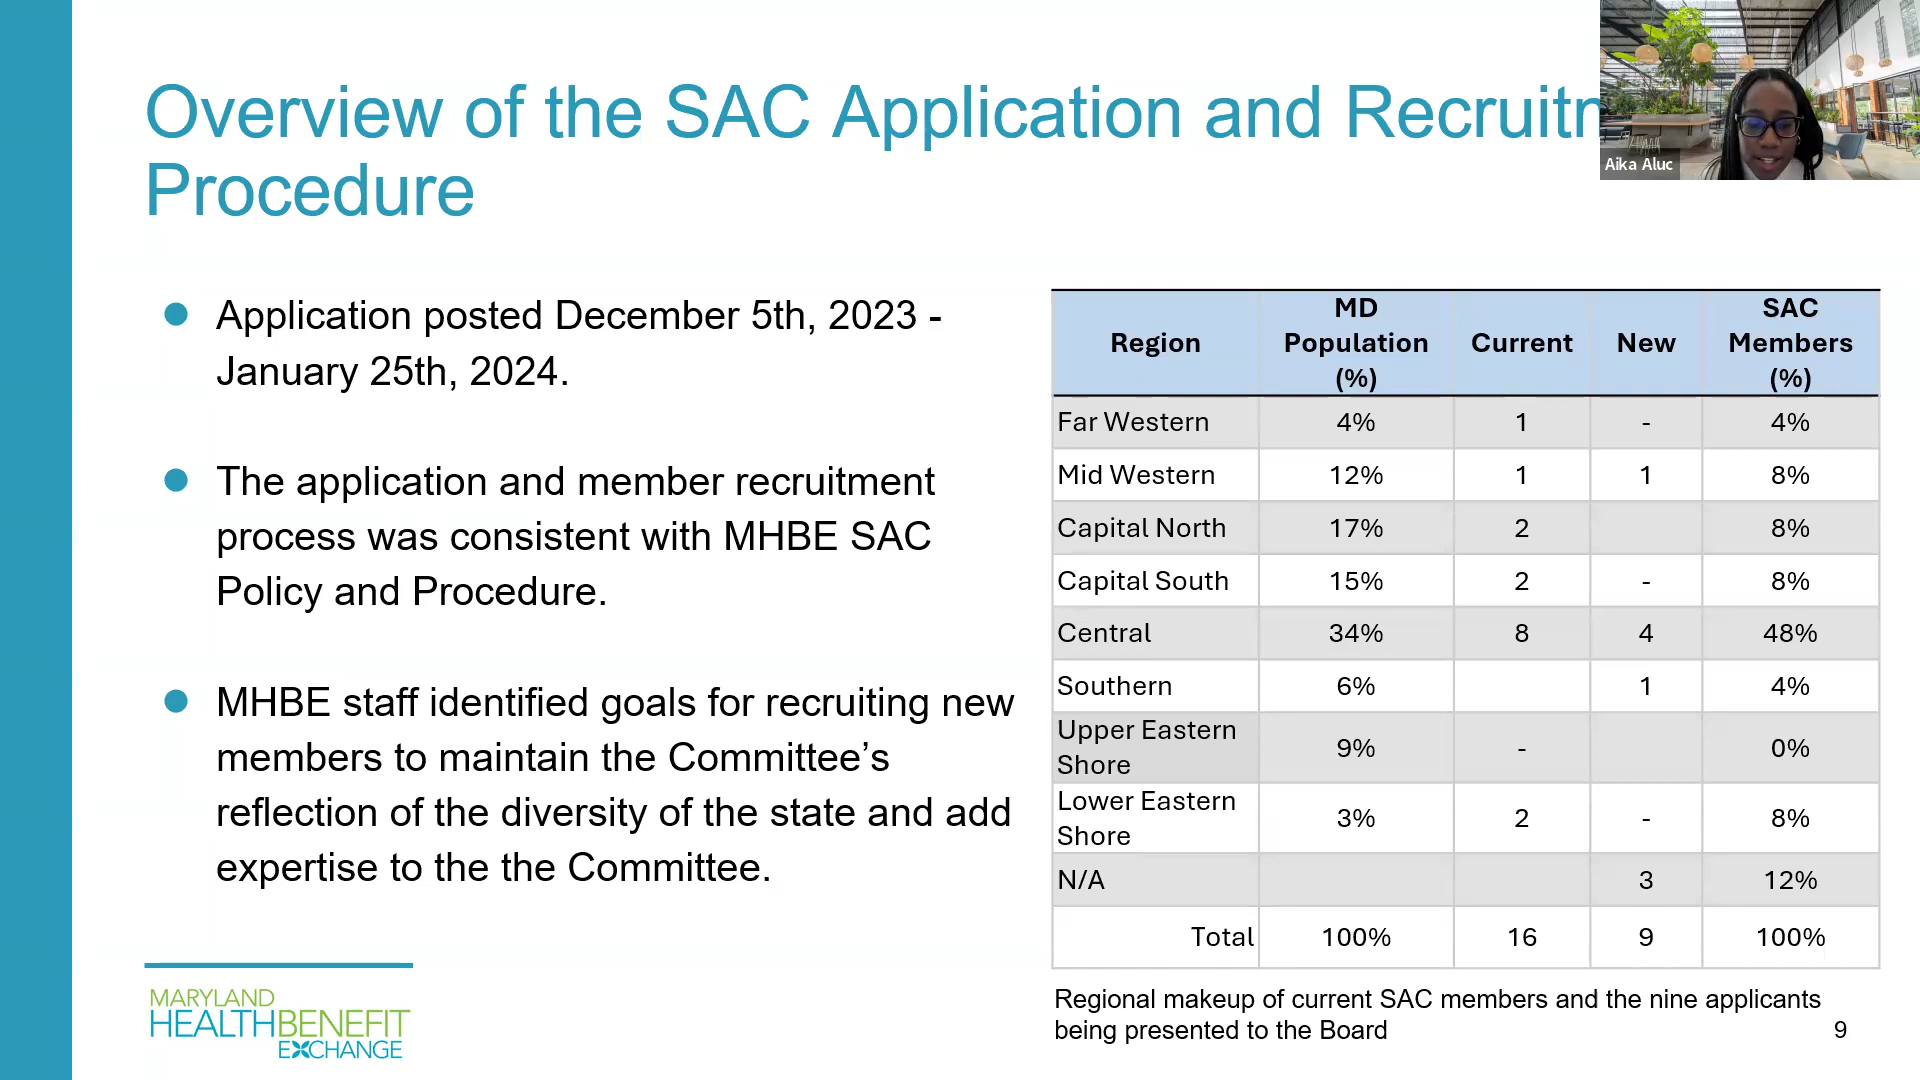 Overview of the SAC Application and
Procedure
Aika Aluc
Application posted December 5th, 2023 -
January 25th, 2024.
The application and member recruitment
process was consistent with MHBE SAC
Policy and Procedure.
MHBE staff identified goals for recruiting new
members to maintain the Committee’s
reflection of the diversity of the state and add
expertise to the the Committee.
Region MD Population (%) Current New SAC Members (%)
Far Western 4% 1 - 4%
Mid Western 12% 1 1 8%
Capital North 17% 2 8%
Capital South 15% 2 - 8%
Central 34% 8 4 48%
Southern 6% 1 4%
Upper Eastern Shore 9% - 0%
Lower Eastern Shore 3% 2 - 8%
N/A 3 12%
Total 100% 16 9 100%
Regional makeup of current SAC members and the nine applicants
being presented to the Board
MARYLAND
HEALTHBENEFIT
EXCHANGE
9